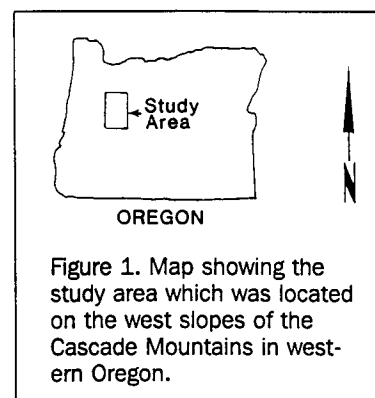 Study
Area
N
OREGON
Figure 1. Map showing the
study area which was located
on the west slopes of the
Cascade Mountains in west-
ern Oregon.